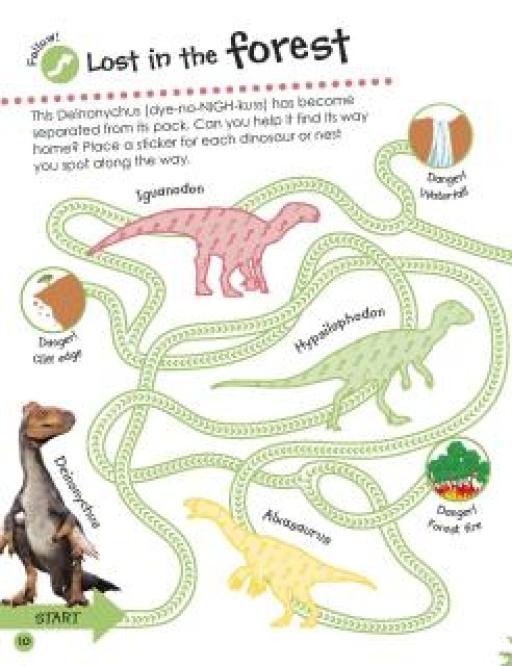 Follow!
Lost in the forest
This Deinonychus (dye-no-NIGH-kuss) has become
separated from its pack. Can you help it find its way
home? Place a sticker for each dinosaur or nest
you spot along the way.
Iguanodon
Danger!
Waterfall
Danger!
Cliff edge
Hypsilophodon
Deinonychus
Alxasaurus
Danger!
Forest fire
START
10